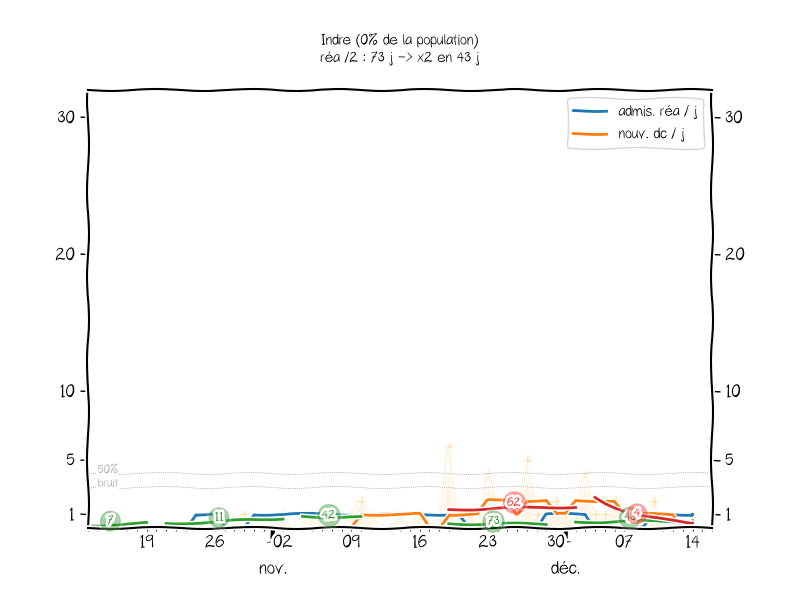 Indre (0% de la population)
réa /2 : 73 j -> x2 en 43 j
admis. réa / j
nouv. dc / j
30 30
20 20
10 10
5 5
50%
bruit
1 1
7 11 42 73 62 4
19 26 02 09 16 23 30 07 14
nov. déc.